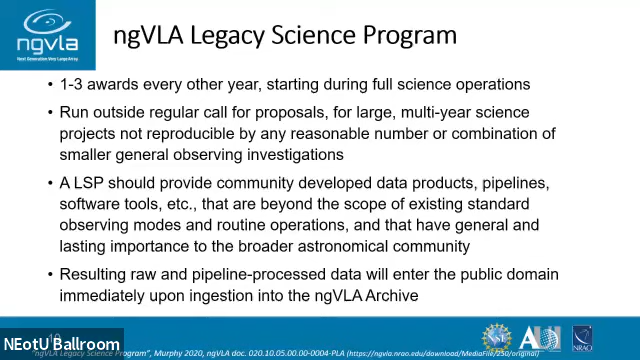 ngvla
Next Generation Very Large Array
ngVLA Legacy Science Program
• 1-3 awards every other year, starting during full science operations
• Run outside regular call for proposals, for large, multi-year science
projects not reproducible by any reasonable number or combination of
smaller general observing investigations
• A LSP should provide community developed data products, pipelines,
software tools, etc., that are beyond the scope of existing standard
observing modes and routine operations, and that have general and
lasting importance to the broader astronomical community
• Resulting raw and pipeline-processed data will enter the public domain
immediately upon ingestion into the ngVLA Archive
NEotU Ballroom
"ngVLA Legacy Science Program", Murphy 2020, ngVLA doc. 020.10.05.00.00-0004-PLA (https://ngvla.nrao.edu/download/MediaFile/250/original)
AUI
NRAO